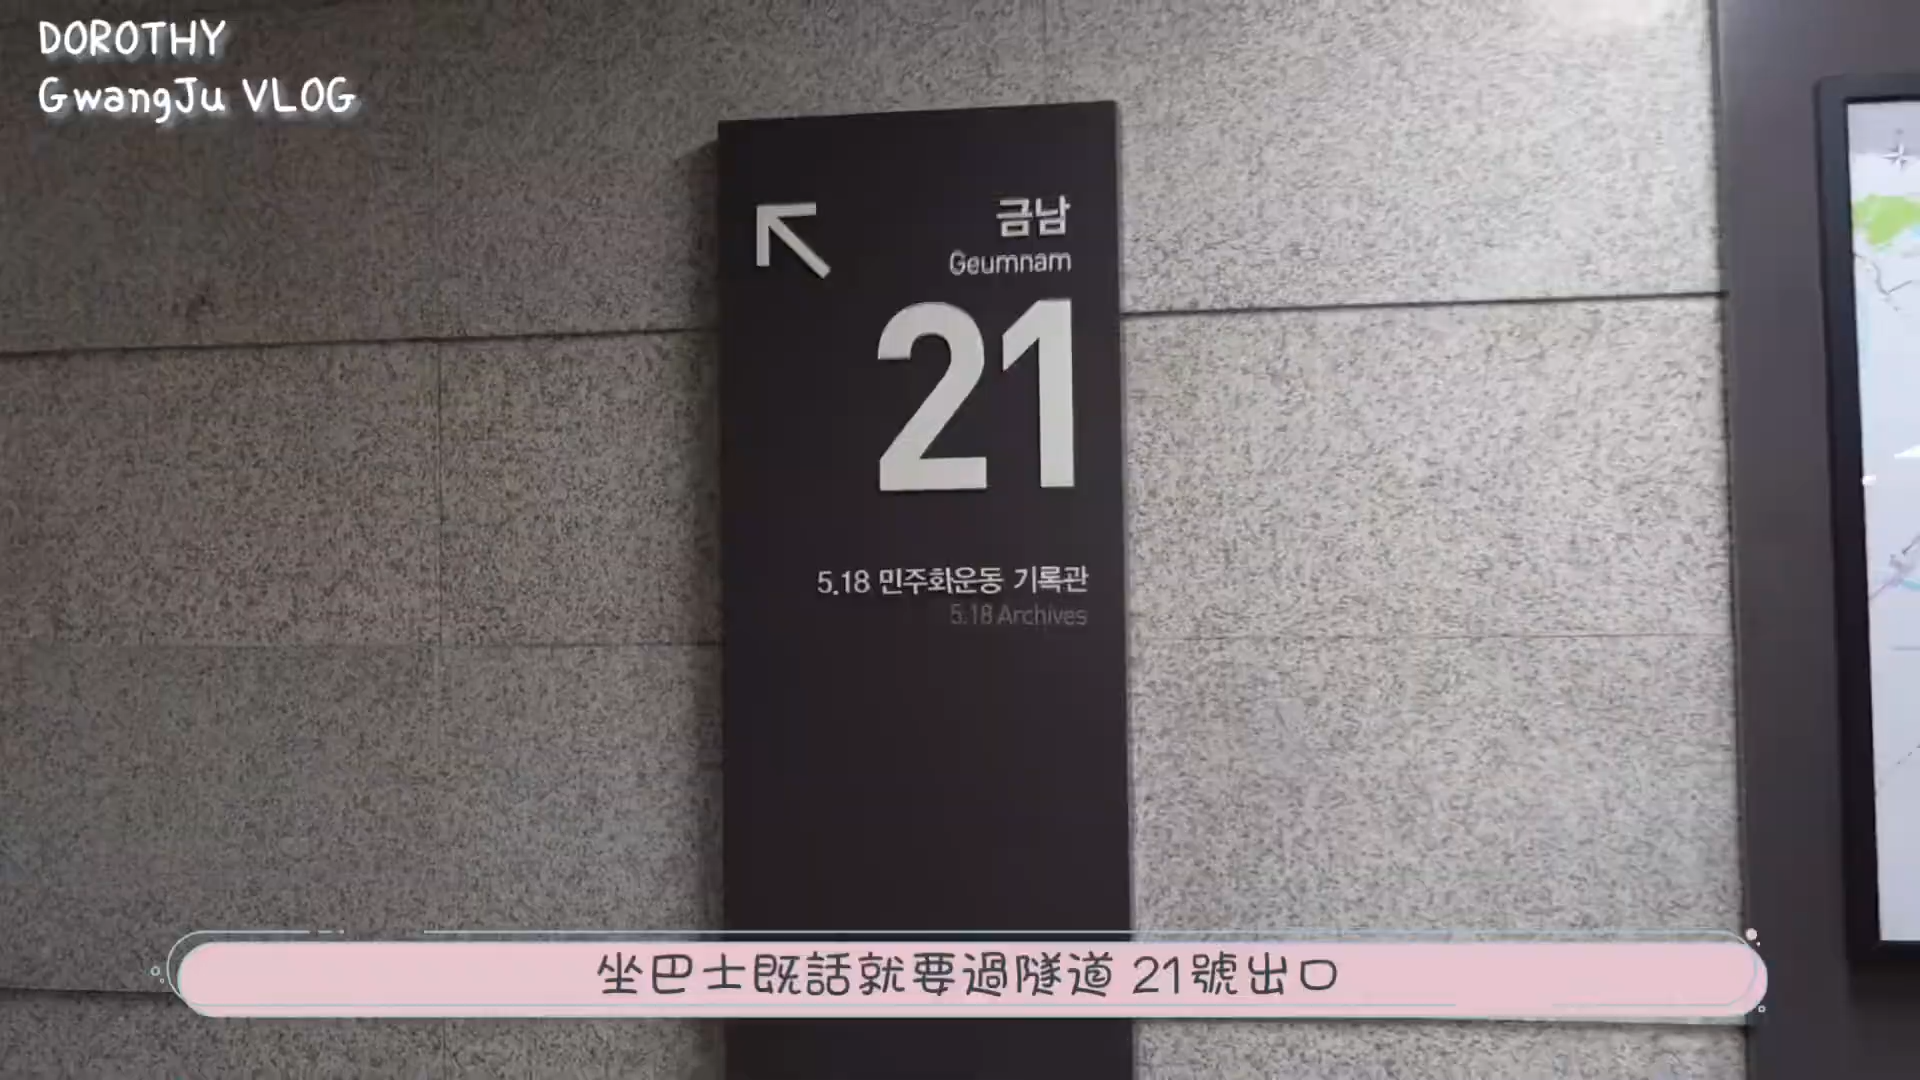 DOROTHY
GwangJu VLOG
금남
Geumnam
21
5.18 민주화운동 기록관
5.18 Archives
坐巴士既話就要過隧道 21號出口